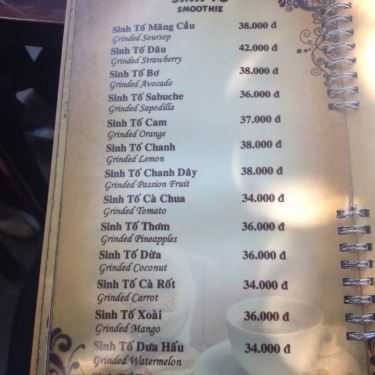 SMOOTHIE
Sinh Tố Mãng Cầu 38.000 đ
Grinded Soursop
Sinh Tố Dâu 42.000 đ
Grinded Strawberry
Sinh Tố Bơ 38.000 đ
Grinded Avocado
Sinh Tố Sabuche 36.000 đ
Grinded Sapodilla
Sinh Tố Cam 37.000 đ
Grinded Orange
Sinh Tố Chanh 38.000 đ
Grinded Lemon
Sinh Tố Chanh Dây 38.000 đ
Grinded Passion Fruit
Sinh Tố Cà Chua 34.000 đ
Grinded Tomato
Sinh Tố Thơm 36.000 đ
Grinded Pineapples
Sinh Tố Dừa 36.000 đ
Grinded Coconut
Sinh Tố Cà Rốt 34.000 đ
Grinded Carrot
Sinh Tố Xoài 36.000 đ
Grinded Mango
Sinh Tố Dưa Hấu 34.000 đ
Grinded Watermelon